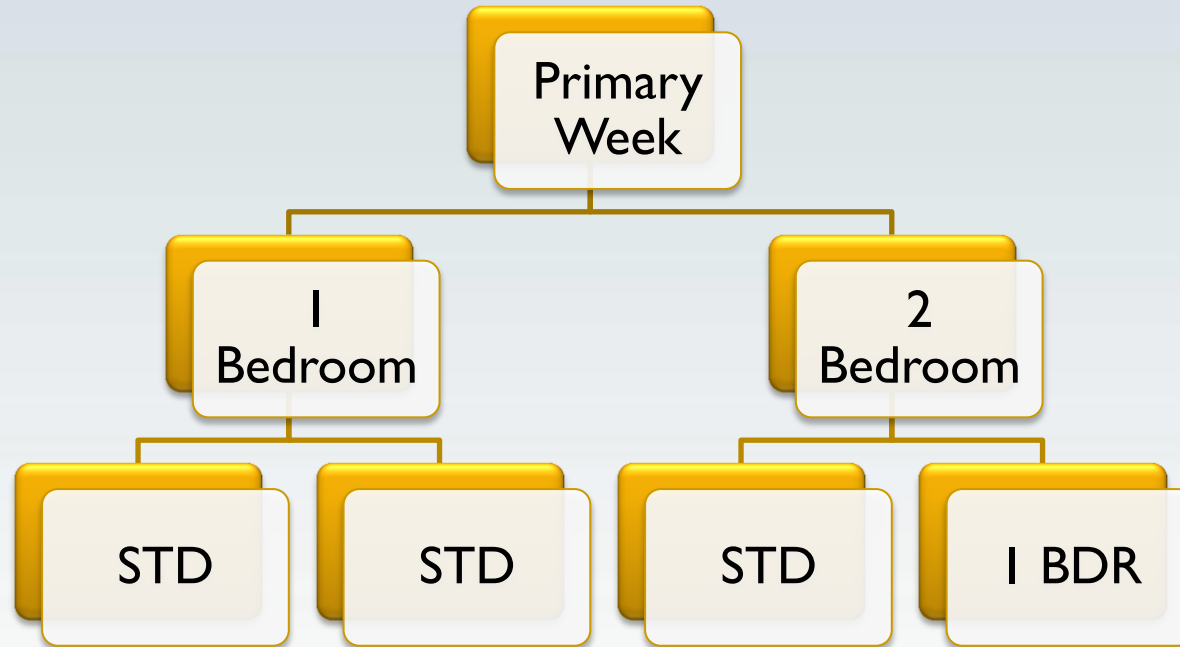 Primary
Week
1
Bedroom
2
Bedroom
STD
STD
STD
1 BDR